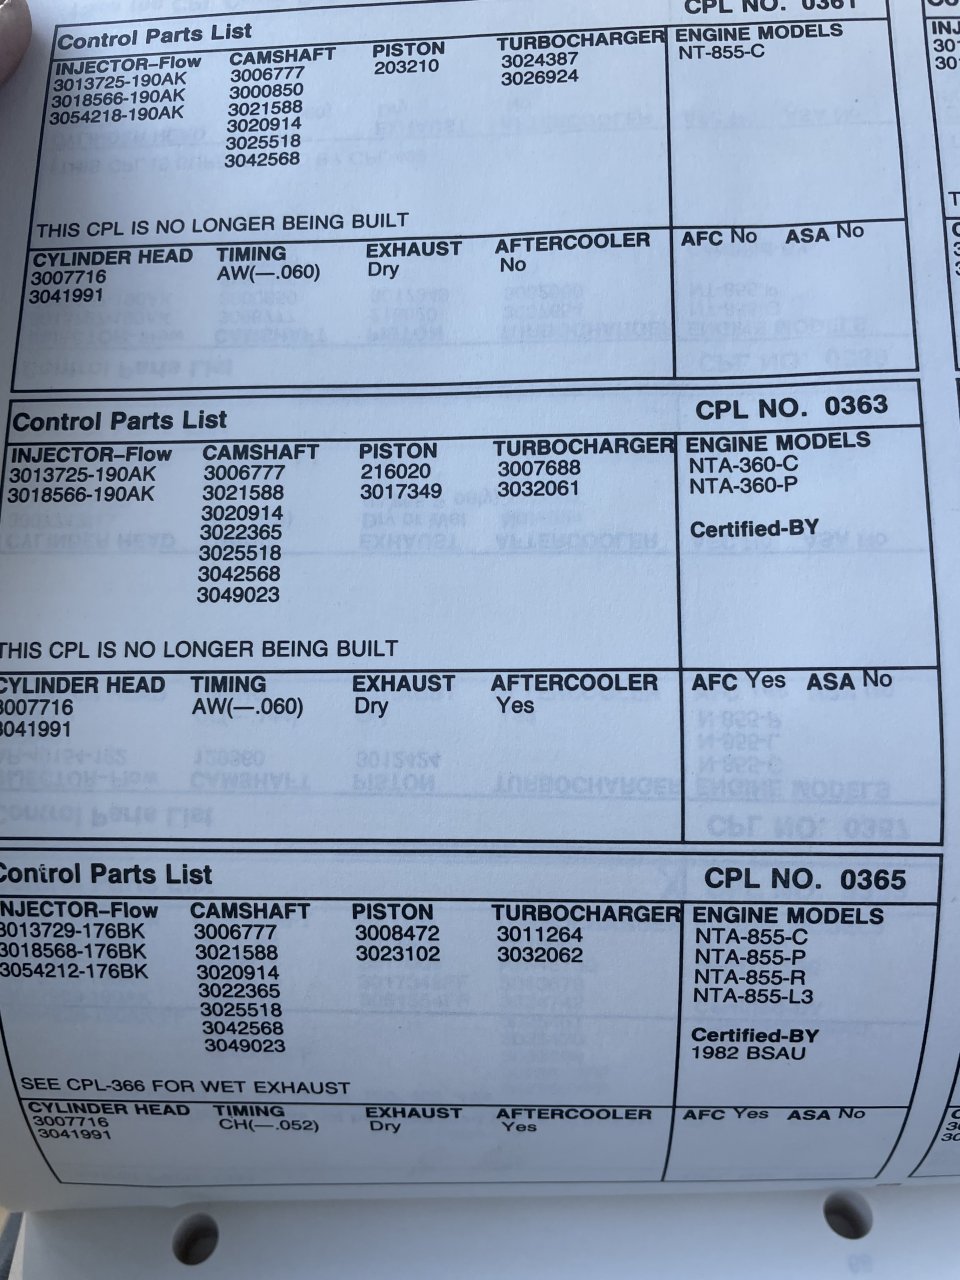 CPL NO. 0361
Control Parts List
INJECTOR–Flow CAMSHAFT PISTON TURBOCHARGER ENGINE MODELS
3013725-190AK 3006777 203210 3024387 NT-855-C
3018566-190AK 3000850 3026924
3054218-190AK 3021588
3020914
3025518
3042568
THIS CPL IS NO LONGER BEING BUILT
CYLINDER HEAD TIMING EXHAUST AFTERCOOLER AFC No ASA No
3007716 AW(—.060) Dry No
3041991
Control Parts List CPL NO. 0363
INJECTOR–Flow CAMSHAFT PISTON TURBOCHARGER ENGINE MODELS
3013725-190AK 3006777 216020 3007688 NTA-360-C
3018566-190AK 3021588 3017349 3032061 NTA-360-P
3020914
3022365 Certified-BY
3025518
3042568
3049023
THIS CPL IS NO LONGER BEING BUILT
CYLINDER HEAD TIMING EXHAUST AFTERCOOLER AFC Yes ASA No
3007716 AW(—.060) Dry Yes
3041991
Control Parts List CPL NO. 0365
INJECTOR–Flow CAMSHAFT PISTON TURBOCHARGER ENGINE MODELS
3013729-176BK 3006777 3008472 3011264 NTA-855-C
3018568-176BK 3021588 3023102 3032062 NTA-855-P
3054212-176BK 3020914 NTA-855-R
3022365 NTA-855-L3
3025518
3042568 Certified-BY
3049023 1982 BSAU
SEE CPL-366 FOR WET EXHAUST
CYLINDER HEAD TIMING EXHAUST AFTERCOOLER AFC Yes ASA No
3007716 CH(—.052) Dry Yes
3041991